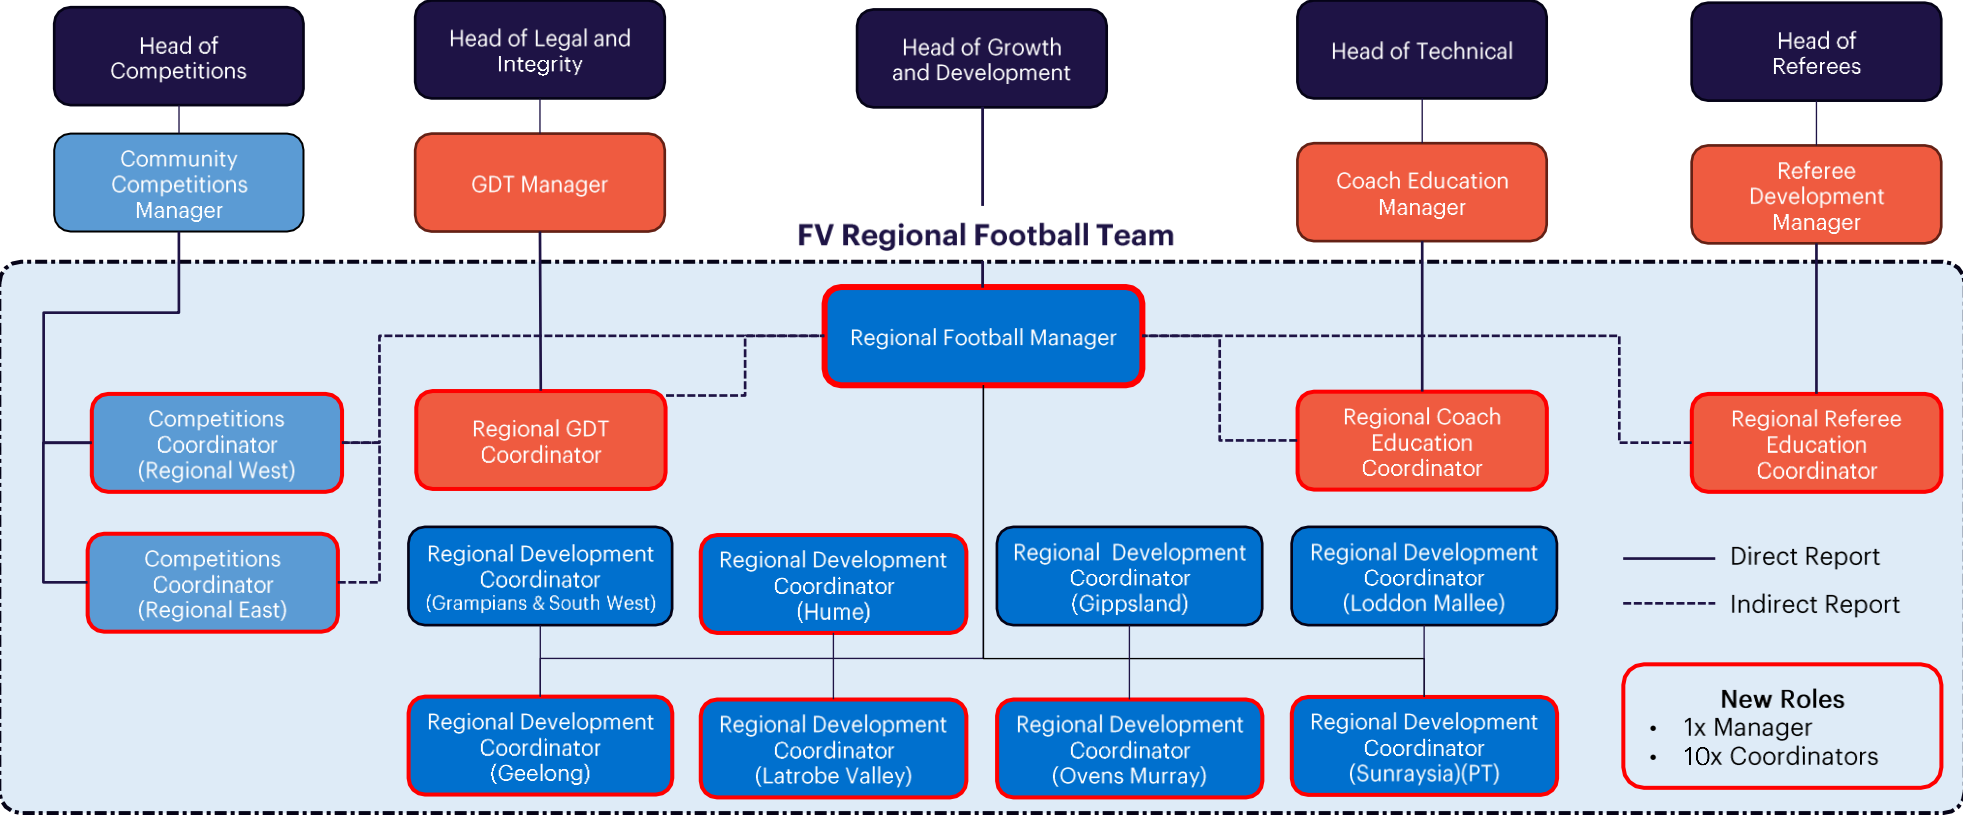 Head of
Competitions
Head of Legal and
Integrity
Head of Growth
and Development
Head of Technical
Head of
Referees
Community
Competitions
Manager
GDT Manager
Coach Education
Manager
Referee
Development
Manager
FV Regional Football Team
Regional Football Manager
Competitions
Coordinator
(Regional West)
Regional GDT
Coordinator
Regional Coach
Education
Coordinator
Regional Referee
Education
Coordinator
Competitions
Coordinator
(Regional East)
Regional Development
Coordinator
(Grampians & South West)
Regional Development
Coordinator
(Hume)
Regional Development
Coordinator
(Gippsland)
Regional Development
Coordinator
(Loddon Mallee)
Direct Report
Indirect Report
Regional Development
Coordinator
(Geelong)
Regional Development
Coordinator
(Latrobe Valley)
Regional Development
Coordinator
(Ovens Murray)
Regional Development
Coordinator
(Sunraysia)(PT)
New Roles
• 1x Manager
• 10x Coordinators